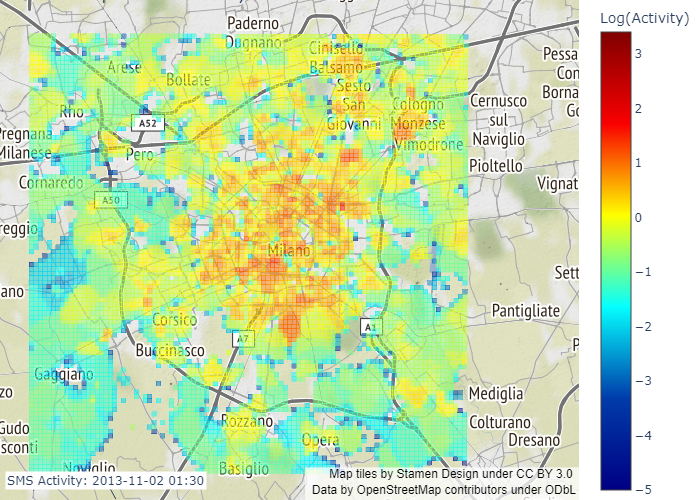 Log(Activity)
Paderno
Dugnano
Cinisello
Balsamo
Arese
Bollate
Sesto
San
Giovanni
Cologno
Monzese
Vimodrone
Rho
A52
Pero
Pregnana
Milanese
Cornaredo
A50
reggio
ano
Milano
Corsico
Buccinasco
A7
A1
Gaggiano
zo
Gudo
sconti
Noviglio
Rozzano
Opera
Basiglio
Pessa
Con
Borna
Go
Cernusco
sul
Naviglio
Pioltello
Vignat
Sett
Pantigliate
P
Mediglia
Colturano
Dresano
3
2
1
0
−1
−2
−3
−4
−5
SMS Activity: 2013-11-02 01:30
Map tiles by Stamen Design under CC BY 3.0
Data by OpenStreetMap contributors under ODbL